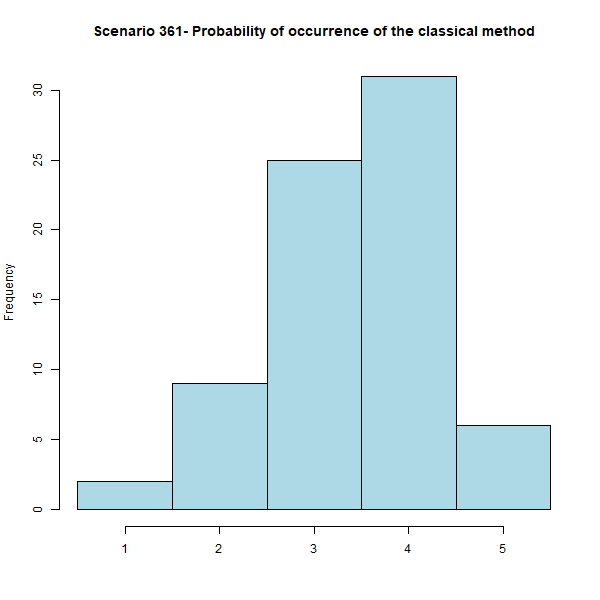 Scenario 361- Probability of occurrence of the classical method
Frequency
30
25
20
15
10
5
0
1 2 3 4 5